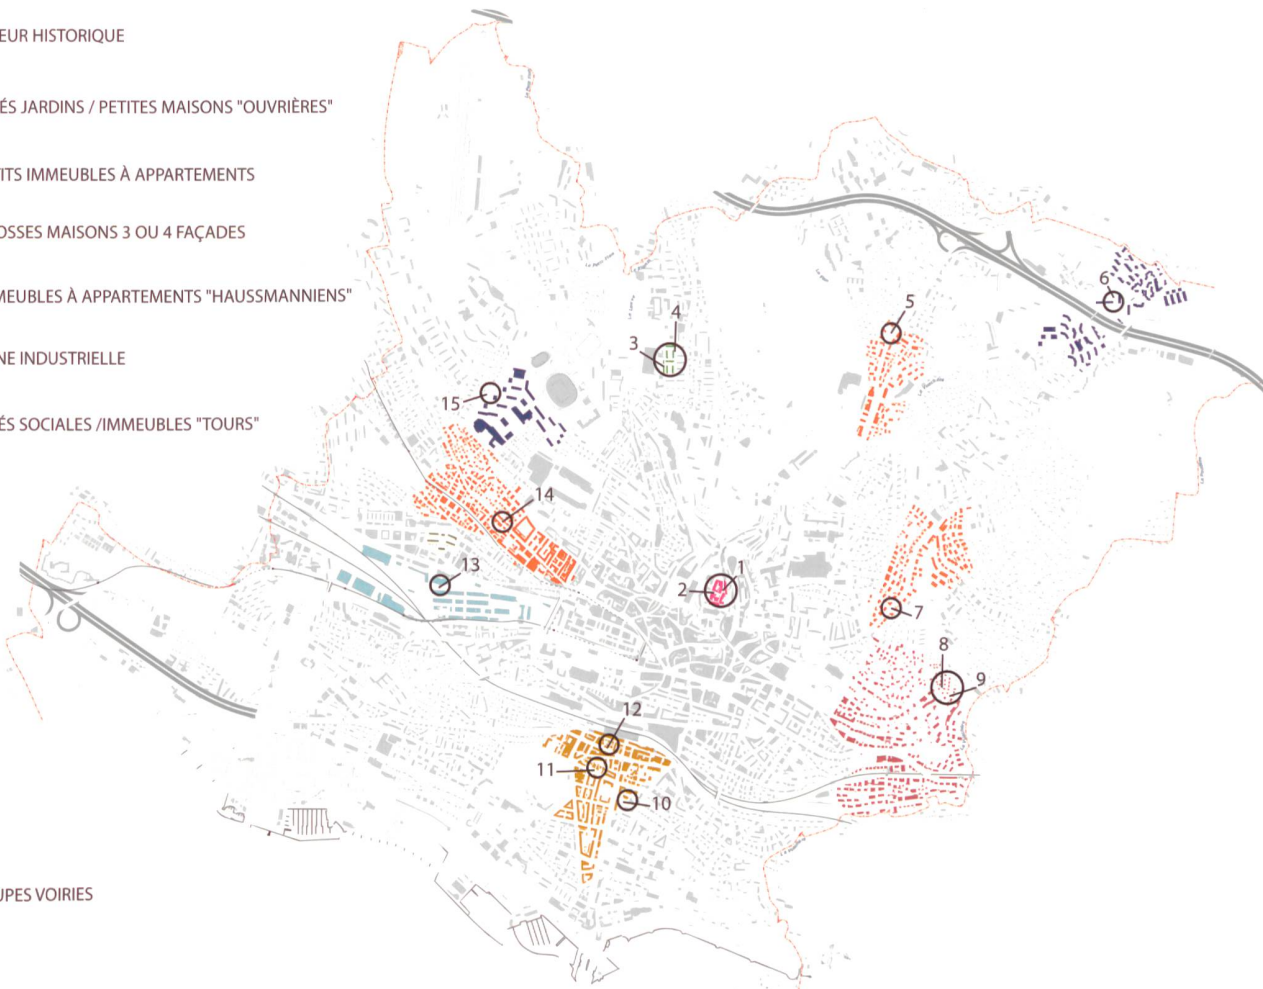 EUR HISTORIQUE
ÉS JARDINS / PETITES MAISONS "OUVRIÈRES"
ITS IMMEUBLES À APPARTEMENTS
OSSES MAISONS 3 OU 4 FAÇADES
MEUBLES À APPARTEMENTS "HAUSSMANNIENS"
NE INDUSTRIELLE
ÉS SOCIALES /IMMEUBLES "TOURS"
6
5
4
3
15
14
13
1
2
7
8
9
12
11
10
UPES VOIRIES